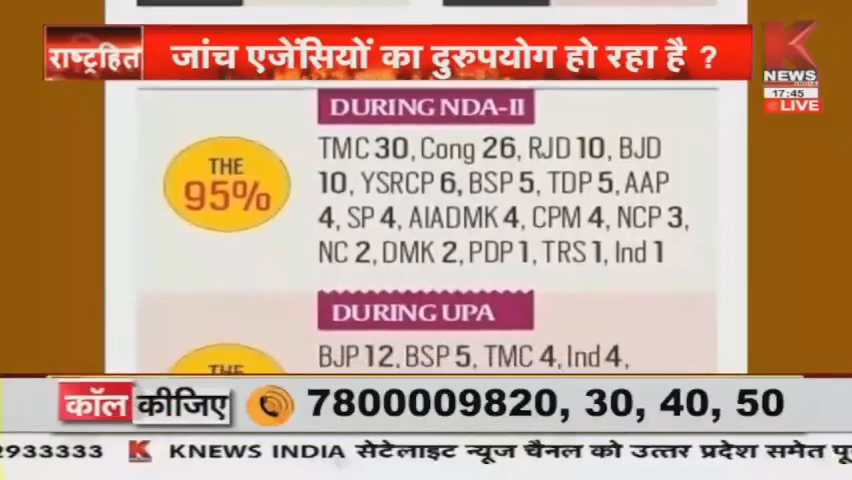 राष्ट्रहित
जांच एजेंसियों का दुरुपयोग हो रहा है ?
K
NEWS
INDIA
17:45
LIVE
DURING NDA-II
THE
95%
TMC 30, Cong 26, RJD 10, BJD
10, YSRCP 6, BSP 5, TDP 5, AAP
4, SP 4, AIADMK 4, CPM 4, NCP 3,
NC 2, DMK 2, PDP 1, TRS 1, Ind 1
DURING UPA
THE
BJP 12, BSP 5, TMC 4, Ind 4,
कॉल कीजिए 7800009820, 30, 40, 50
2933333 K KNEWS INDIA सेटेलाइट न्यूज चैनल को उत्तर प्रदेश समेत पू